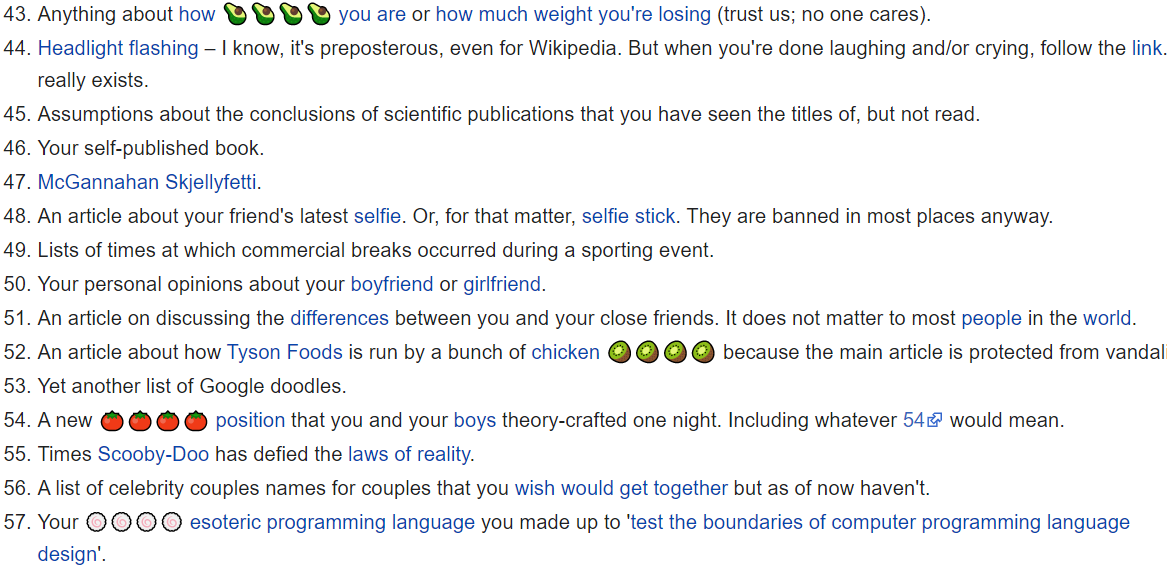 43. Anything about how 🥑🥑🥑🥑 you are or how much weight you're losing (trust us; no one cares).
44. Headlight flashing – I know, it's preposterous, even for Wikipedia. But when you're done laughing and/or crying, follow the link.
really exists.
45. Assumptions about the conclusions of scientific publications that you have seen the titles of, but not read.
46. Your self-published book.
47. McGannahan Skjellyfetti.
48. An article about your friend's latest selfie. Or, for that matter, selfie stick. They are banned in most places anyway.
49. Lists of times at which commercial breaks occurred during a sporting event.
50. Your personal opinions about your boyfriend or girlfriend.
51. An article on discussing the differences between you and your close friends. It does not matter to most people in the world.
52. An article about how Tyson Foods is run by a bunch of chicken 🥝🥝🥝🥝 because the main article is protected from vandali
53. Yet another list of Google doodles.
54. A new 🍅🍅🍅🍅 position that you and your boys theory-crafted one night. Including whatever 54 would mean.
55. Times Scooby-Doo has defied the laws of reality.
56. A list of celebrity couples names for couples that you wish would get together but as of now haven't.
57. Your 🍥🍥🍥🍥 esoteric programming language you made up to 'test the boundaries of computer programming language
design'.